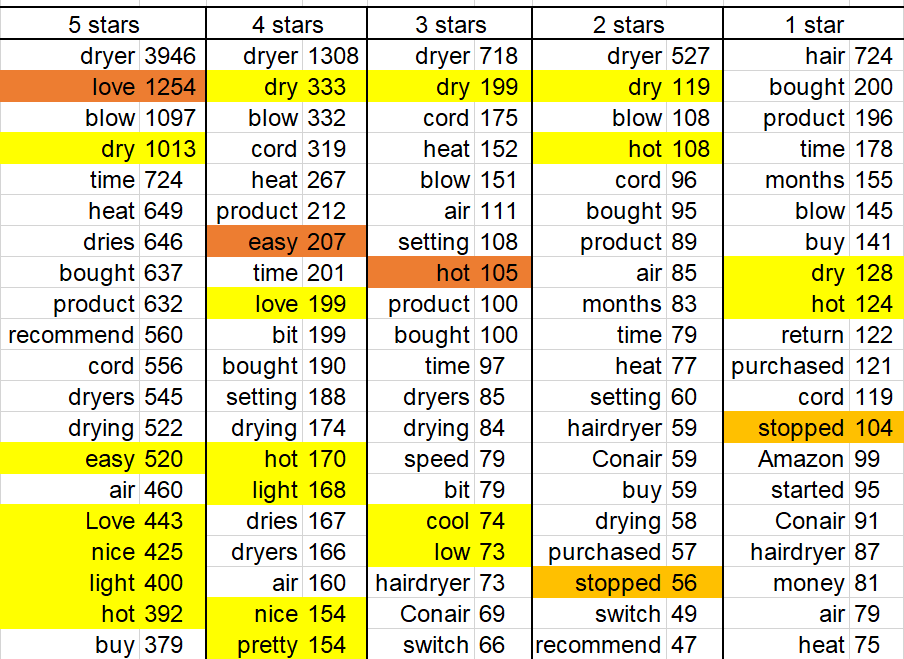 5 stars 4 stars 3 stars 2 stars 1 star
dryer 3946 dryer 1308 dryer 718 dryer 527 hair 724
love 1254 dry 333 dry 199 dry 119 bought 200
blow 1097 blow 332 cord 175 blow 108 product 196
dry 1013 cord 319 heat 152 hot 108 time 178
time 724 heat 267 blow 151 cord 96 months 155
heat 649 product 212 air 111 bought 95 blow 145
dries 646 easy 207 setting 108 product 89 buy 141
bought 637 time 201 hot 105 air 85 dry 128
product 632 love 199 product 100 months 83 hot 124
recommend 560 bit 199 bought 100 time 79 return 122
cord 556 bought 190 time 97 heat 77 purchased 121
dryers 545 setting 188 dryers 85 setting 60 cord 119
drying 522 drying 174 drying 84 hairdryer 59 stopped 104
easy 520 hot 170 speed 79 Conair 59 Amazon 99
air 460 light 168 bit 79 buy 59 started 95
Love 443 dries 167 cool 74 drying 58 Conair 91
nice 425 dryers 166 low 73 purchased 57 hairdryer 87
light 400 air 160 hairdryer 73 stopped 56 money 81
hot 392 nice 154 Conair 69 switch 49 air 79
buy 379 pretty 154 switch 66 recommend 47 heat 75